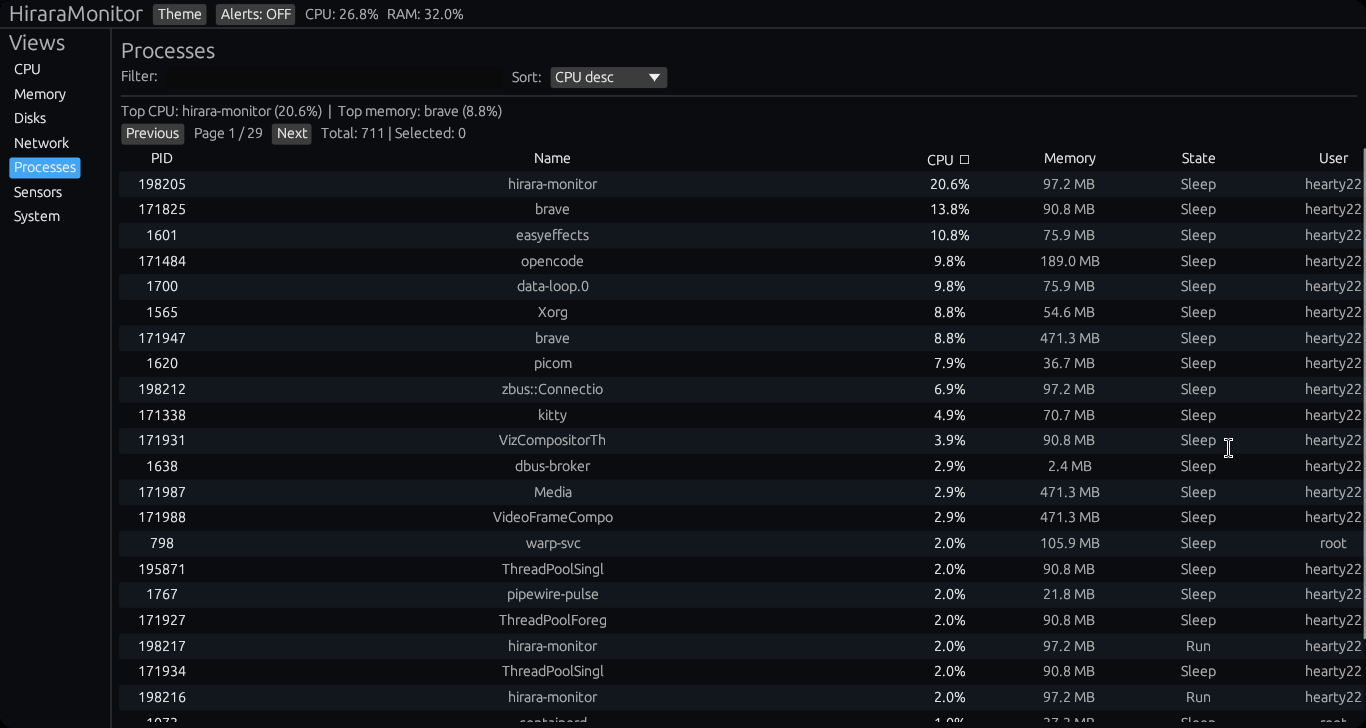 HiraraMonitor Theme Alerts: OFF CPU: 26.8% RAM: 32.0%
Views
CPU
Memory
Disks
Network
Processes
Sensors
System
Processes
Filter: Sort: CPU desc
Top CPU: hirara-monitor (20.6%) | Top memory: brave (8.8%)
Previous Page 1 / 29 Next Total: 711 | Selected: 0
PID Name CPU Memory State User
198205 hirara-monitor 20.6% 97.2 MB Sleep hearty22
171825 brave 13.8% 90.8 MB Sleep hearty22
1601 easyeffects 10.8% 75.9 MB Sleep hearty22
171484 opencode 9.8% 189.0 MB Sleep hearty22
1700 data-loop.0 9.8% 75.9 MB Sleep hearty22
1565 Xorg 8.8% 54.6 MB Sleep hearty22
171947 brave 8.8% 471.3 MB Sleep hearty22
1620 picom 7.9% 36.7 MB Sleep hearty22
198212 zbus::Connectio 6.9% 97.2 MB Sleep hearty22
171338 kitty 4.9% 70.7 MB Sleep hearty22
171931 VizCompositorTh 3.9% 90.8 MB Sleep hearty22
1638 dbus-broker 2.9% 2.4 MB Sleep hearty22
171987 Media 2.9% 471.3 MB Sleep hearty22
171988 VideoFrameCompo 2.9% 471.3 MB Sleep hearty22
798 warp-svc 2.0% 105.9 MB Sleep root
195871 ThreadPoolSingl 2.0% 90.8 MB Sleep hearty22
1767 pipewire-pulse 2.0% 21.8 MB Sleep hearty22
171927 ThreadPoolForeg 2.0% 90.8 MB Sleep hearty22
198217 hirara-monitor 2.0% 97.2 MB Run hearty22
171934 ThreadPoolSingl 2.0% 90.8 MB Sleep hearty22
198216 hirara-monitor 2.0% 97.2 MB Run hearty22